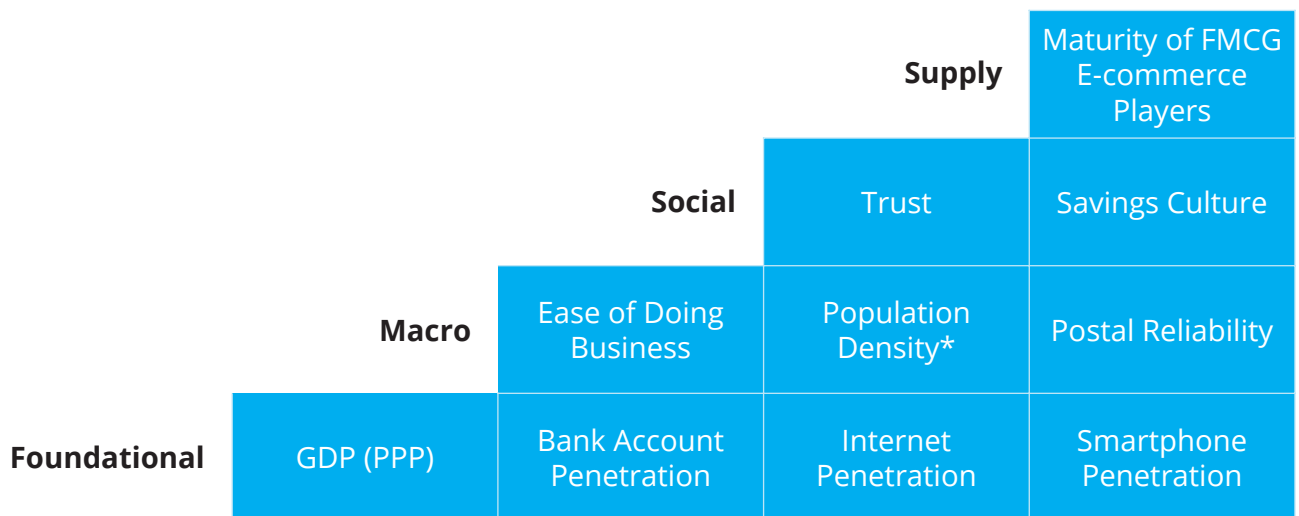 Supply
Maturity of FMCG
E-commerce
Players
Social
Trust
Savings Culture
Macro
Ease of Doing
Business
Population
Density*
Postal Reliability
Foundational
GDP (PPP)
Bank Account
Penetration
Internet
Penetration
Smartphone
Penetration